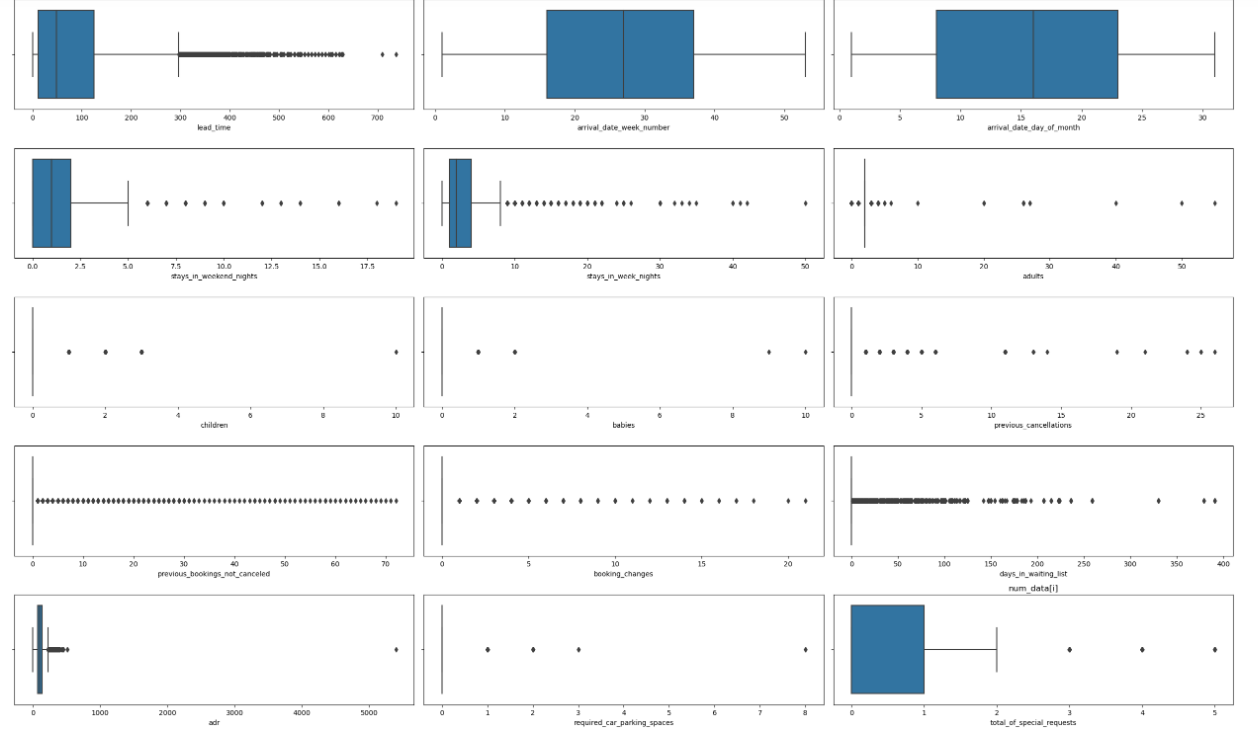 0 100 200 300 400 500 600 700
lead_time
0 10 20 30 40 50
arrival_date_week_number
0 5 10 15 20 25 30
arrival_date_day_of_month
0.0 2.5 5.0 7.5 10.0 12.5 15.0 17.5
stays_in_weekend_nights
0 10 20 30 40 50
stays_in_week_nights
0 10 20 30 40 50
adults
0 2 4 6 8 10
children
0 2 4 6 8 10
babies
0 5 10 15 20 25
previous_cancellations
0 10 20 30 40 50 60 70
previous_bookings_not_canceled
0 5 10 15 20
booking_changes
0 50 100 150 200 250 300 350 400
days_in_waiting_list
num_data[i]
0 1000 2000 3000 4000 5000
adr
0 1 2 3 4 5 6 7 8
required_car_parking_spaces
0 1 2 3 4 5
total_of_special_requests